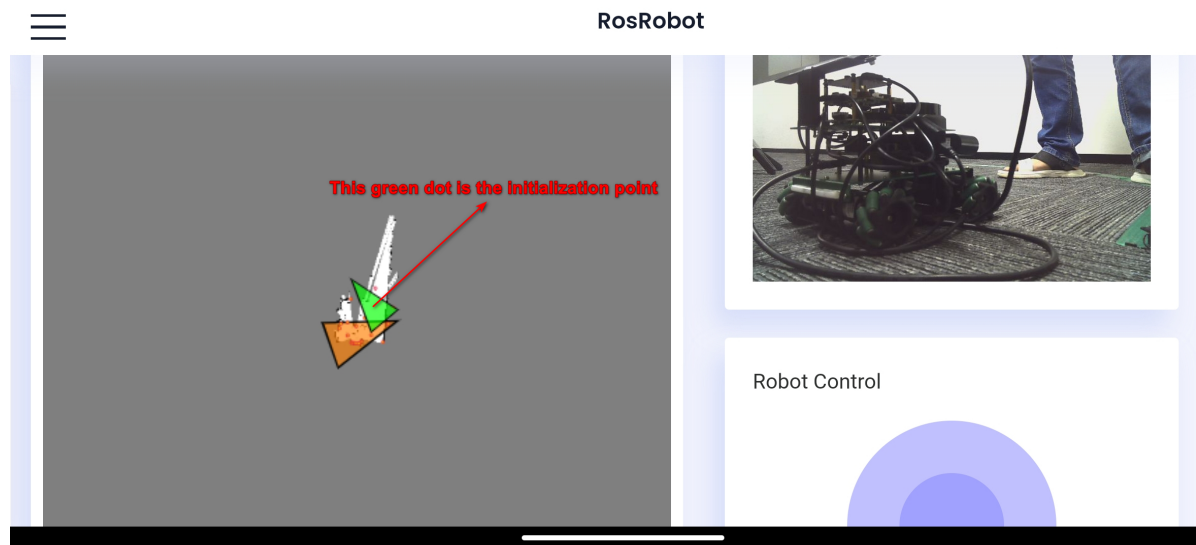 RosRobot
This green dot is the initialization point
Robot Control